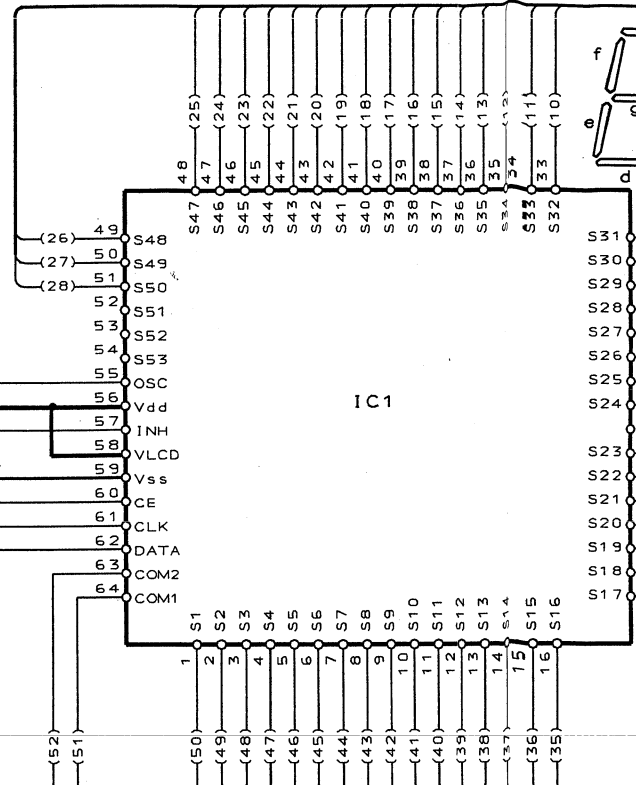 (25) (24) (23) (22) (21) (20) (19) (18) (17) (16) (15) (14) (13) (12) (11) (10)
f
g
e
d
48 47 46 45 44 43 42 41 40 39 38 37 36 35 34 33
S47 S46 S45 S44 S43 S42 S41 S40 S39 S38 S37 S36 S35 S34 S33 S32
(26) 49 S48
(27) 50 S49
(28) 51 S50
52 S51
53 S52
54 S53
55 OSC
56 Vdd
57 INH
58 VLCD
59 Vss
60 CE
61 CLK
62 DATA
63 COM2
64 COM1
IC1
S31
S30
S29
S28
S27
S26
S25
S24
S23
S22
S21
S20
S19
S18
S17
S1 S2 S3 S4 S5 S6 S7 S8 S9 S10 S11 S12 S13 S14 S15 S16
1 2 3 4 5 6 7 8 9 10 11 12 13 14 15 16
(52) (51) (50) (49) (48) (47) (46) (45) (44) (43) (42) (41) (40) (39) (38) (37) (36) (35)